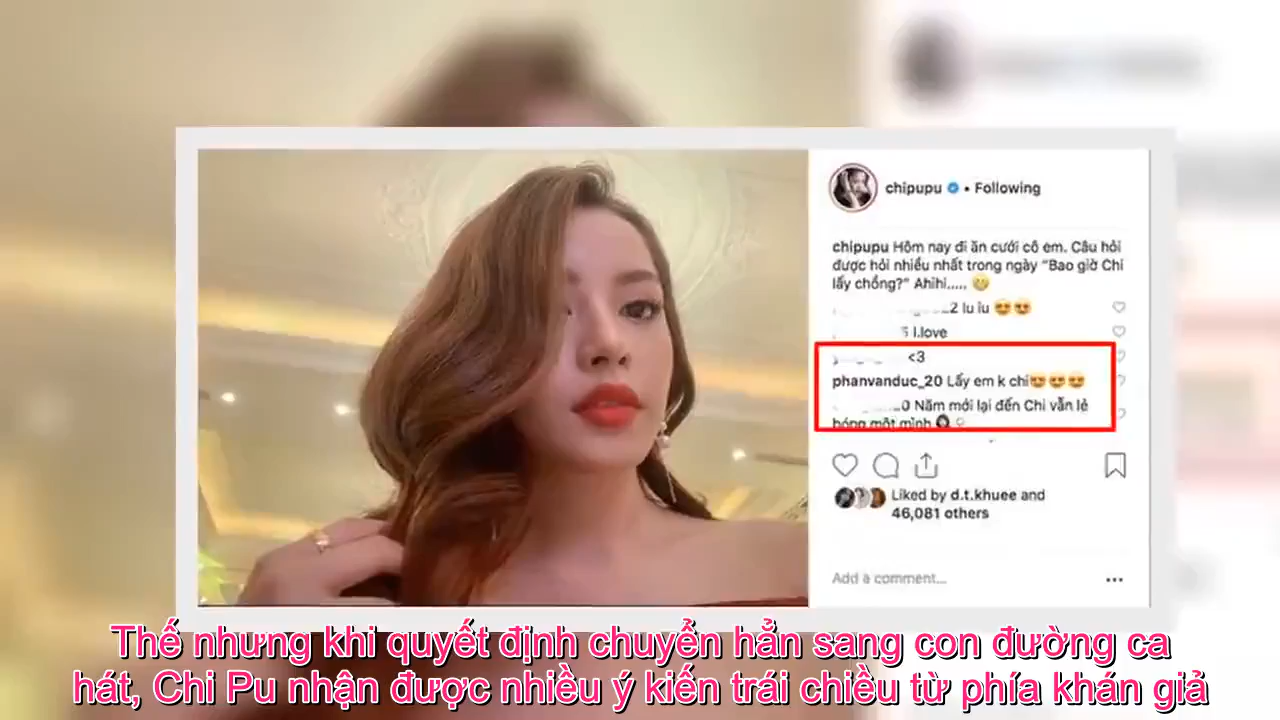 chipupu • Following
chipupu Hôm nay đi ăn cưới cô em. Câu hỏi
được hỏi nhiều nhất trong ngày “Bao giờ Chi
lấy chồng?” Ahihi..... 😁
2 lu lu 😍😍
I.love
<3
phanvanduc_20 Lấy em k chi😍😍😍
0 Năm mới lại đến Chi vẫn lẻ
bóng một mình
Liked by d.t.khuee and
46,081 others
Add a comment...
Thế nhưng khi quyết định chuyển hẳn sang con đường ca
hát, Chi Pu nhận được nhiều ý kiến trái chiều từ phía khán giả